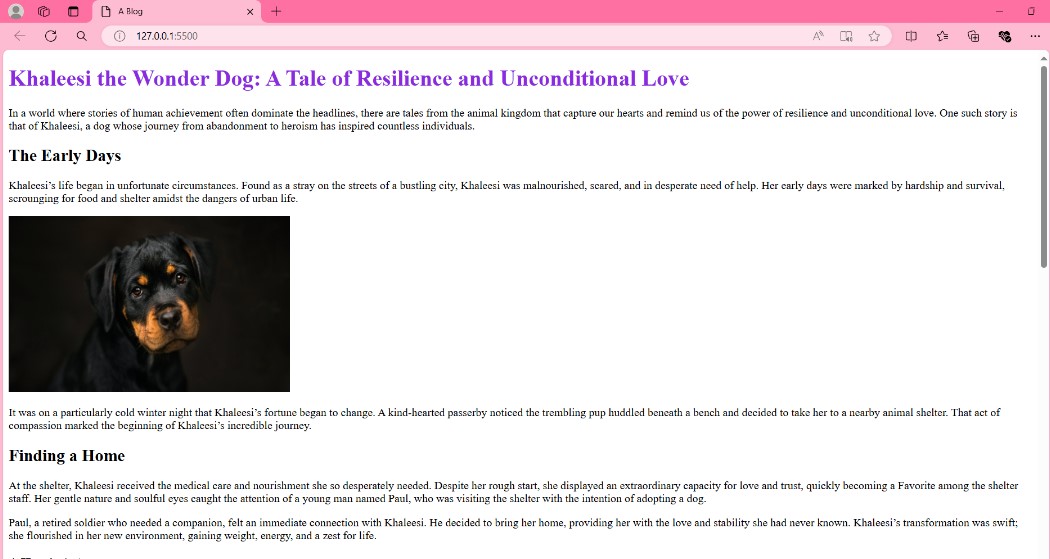 A Blog
127.0.0.1:5500
Khaleesi the Wonder Dog: A Tale of Resilience and Unconditional Love
In a world where stories of human achievement often dominate the headlines, there are tales from the animal kingdom that capture our hearts and remind us of the power of resilience and unconditional love. One such story is
that of Khaleesi, a dog whose journey from abandonment to heroism has inspired countless individuals.
The Early Days
Khaleesi’s life began in unfortunate circumstances. Found as a stray on the streets of a bustling city, Khaleesi was malnourished, scared, and in desperate need of help. Her early days were marked by hardship and survival,
scrounging for food and shelter amidst the dangers of urban life.
It was on a particularly cold winter night that Khaleesi’s fortune began to change. A kind-hearted passerby noticed the trembling pup huddled beneath a bench and decided to take her to a nearby animal shelter. That act of
compassion marked the beginning of Khaleesi’s incredible journey.
Finding a Home
At the shelter, Khaleesi received the medical care and nourishment she so desperately needed. Despite her rough start, she displayed an extraordinary capacity for love and trust, quickly becoming a Favorite among the shelter
staff. Her gentle nature and soulful eyes caught the attention of a young man named Paul, who was visiting the shelter with the intention of adopting a dog.
Paul, a retired soldier who needed a companion, felt an immediate connection with Khaleesi. He decided to bring her home, providing her with the love and stability she had never known. Khaleesi’s transformation was swift;
she flourished in her new environment, gaining weight, energy, and a zest for life.